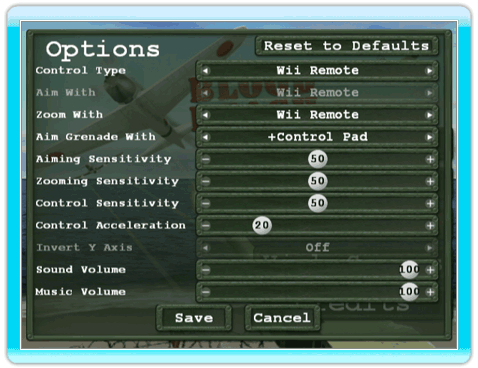 Options
Reset to Defaults
Control Type Wii Remote
Aim With Wii Remote
Zoom With Wii Remote
Aim Grenade With +Control Pad
Aiming Sensitivity 50
Zooming Sensitivity 50
Control Sensitivity 50
Control Acceleration 20
Invert Y Axis Off
Sound Volume 100
Music Volume 100
Save Cancel